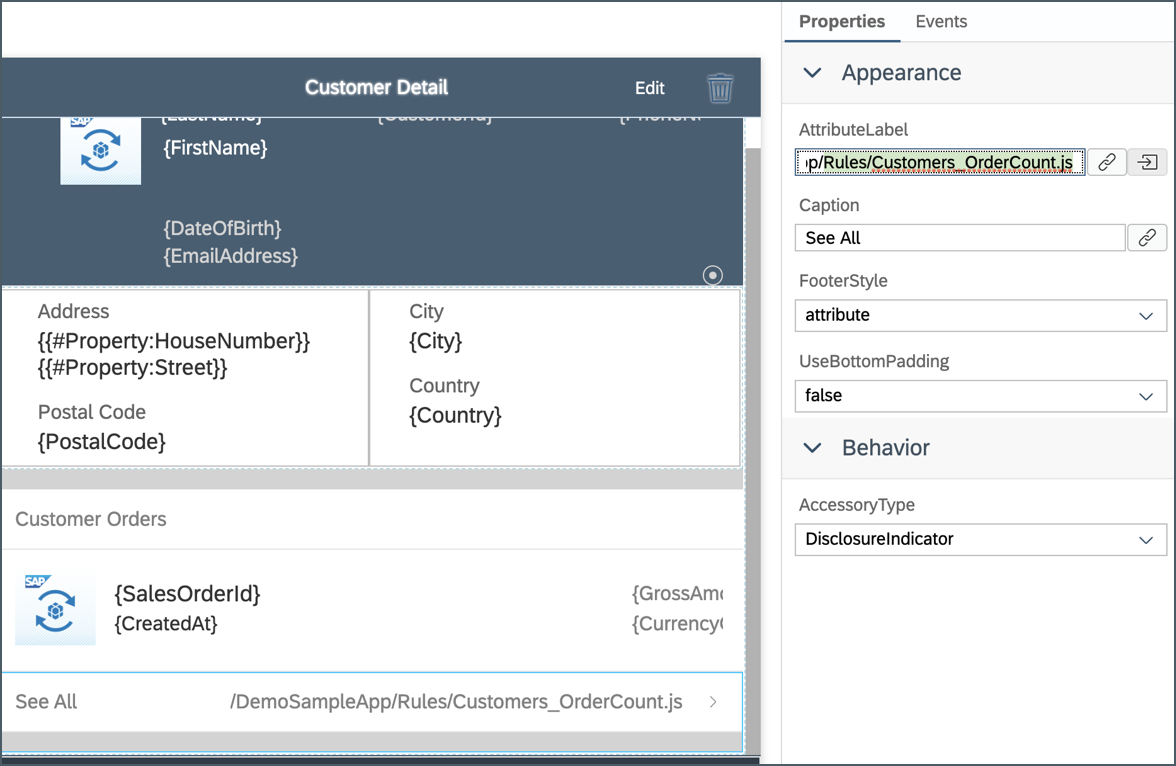 Customer Detail
Edit
SAP
{LastName}
{CustomerId}
{FirstName}
{DateOfBirth}
{EmailAddress}
Address
{{#Property:HouseNumber}}
{{#Property:Street}}
Postal Code
{PostalCode}
City
{City}
Country
{Country}
Customer Orders
SAP
{SalesOrderId}
{CreatedAt}
{GrossAm
{Currency
See All
/DemoSampleApp/Rules/Customers_OrderCount.js
Properties
Events
Appearance
AttributeLabel
p/Rules/Customers_OrderCount.js
Caption
See All
FooterStyle
attribute
UseBottomPadding
false
Behavior
AccessoryType
DisclosureIndicator